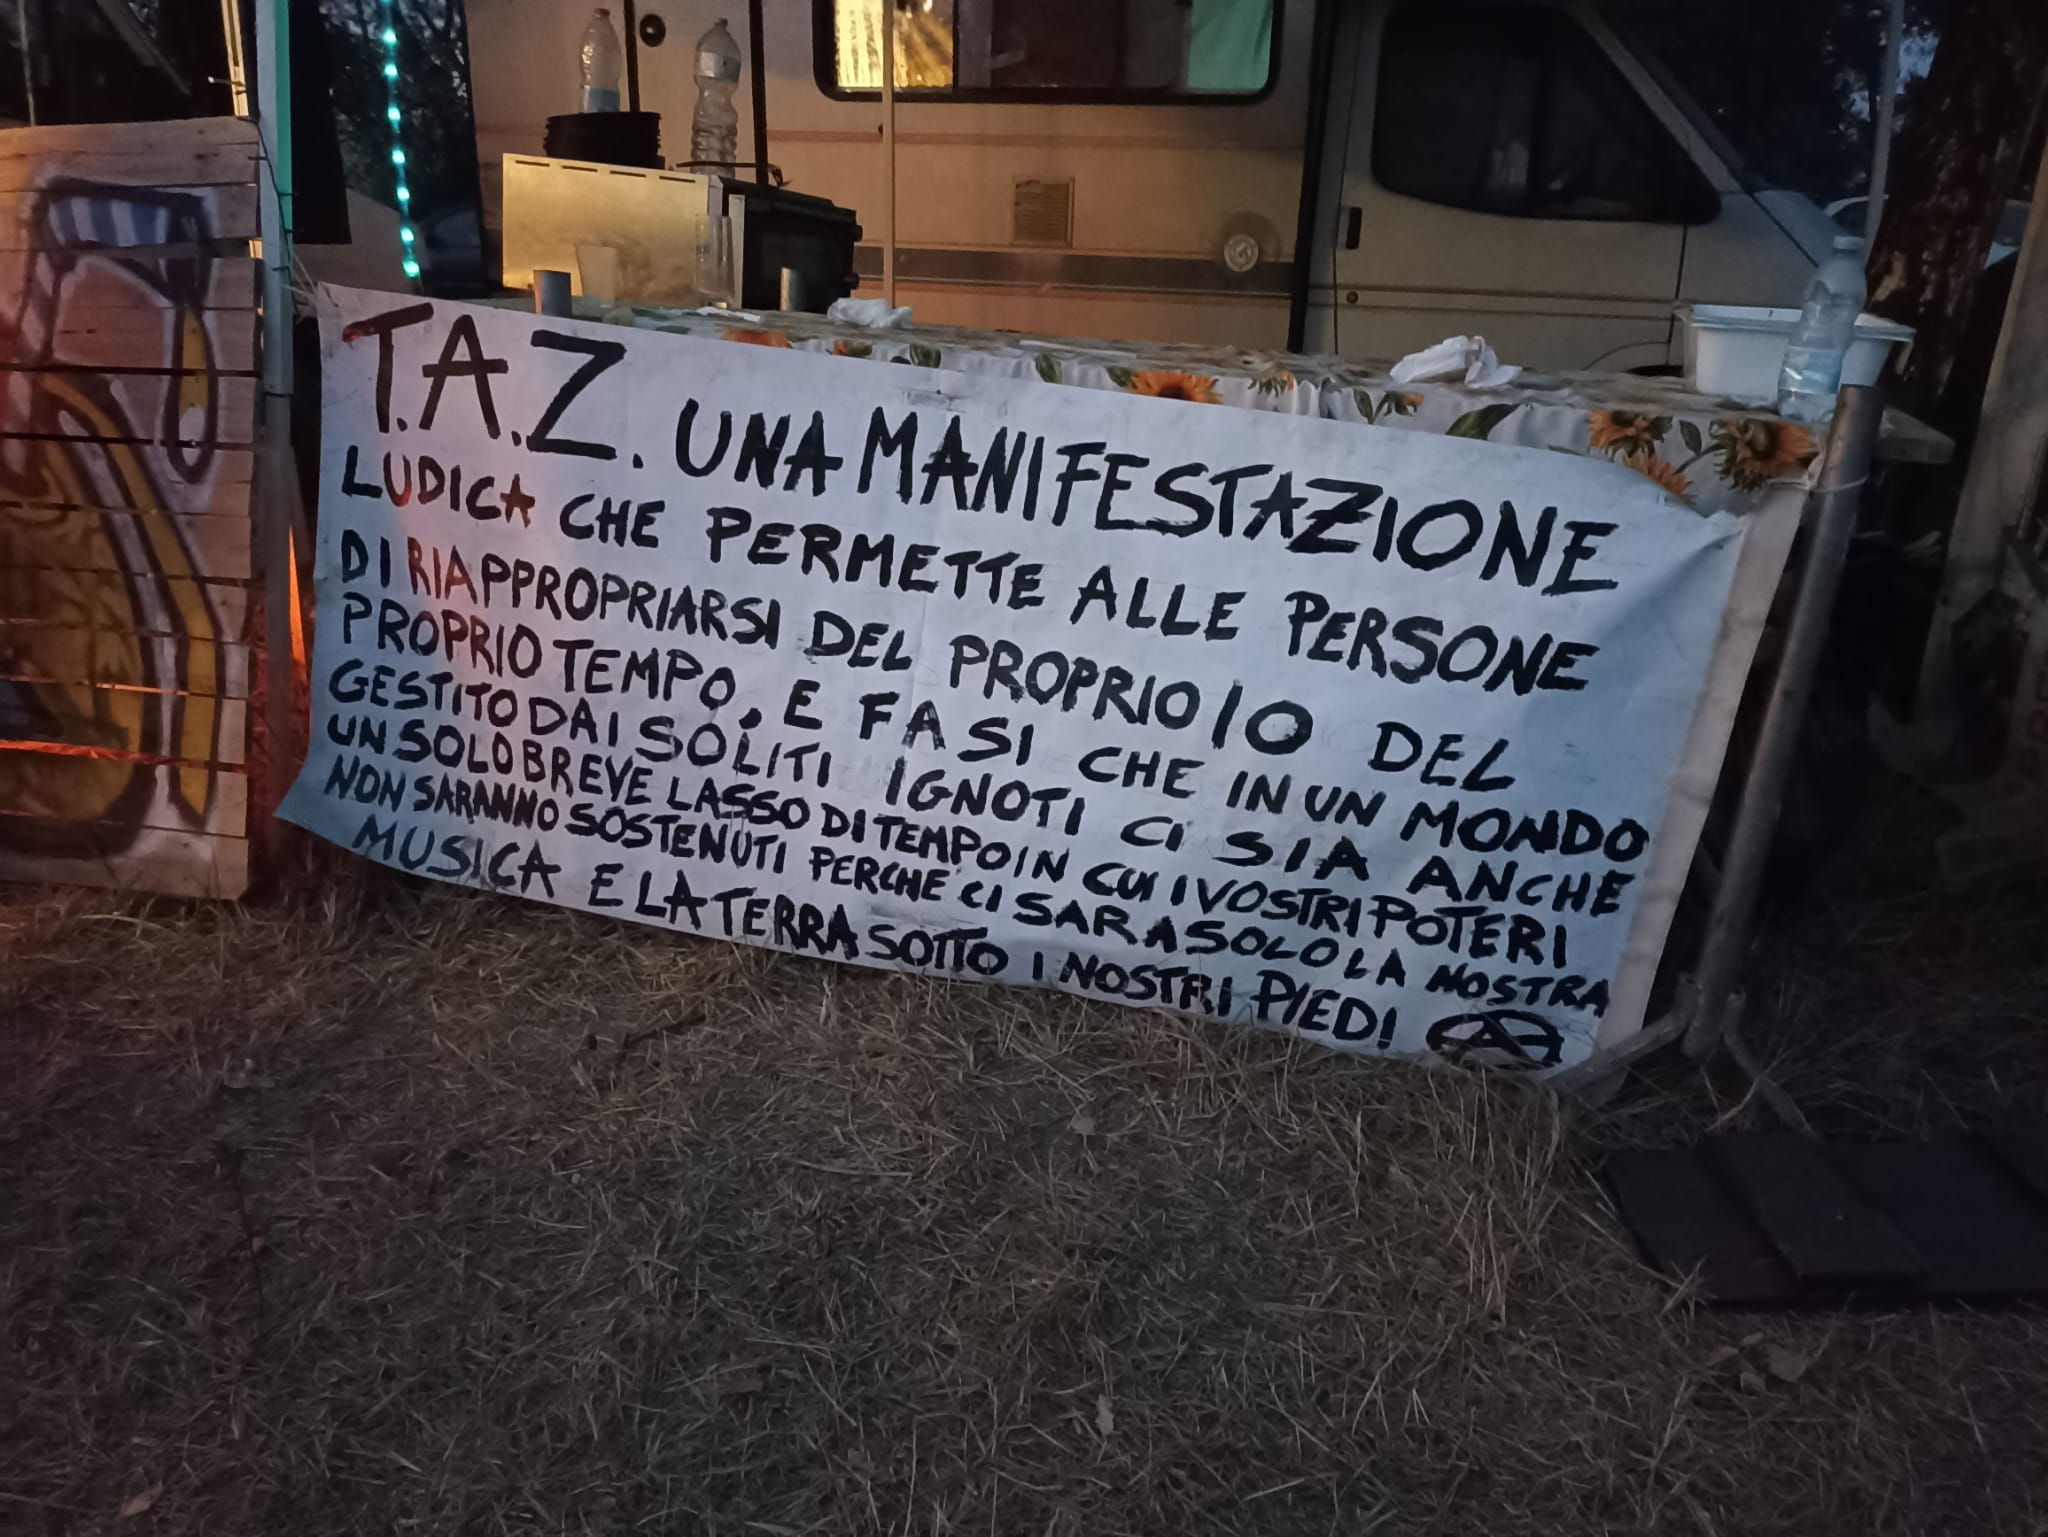 T.A.Z. UNA MANIFESTAZIONE
LUDICA CHE PERMETTE ALLE PERSONE
DI RIAPPROPRIARSI DEL PROPRIO IO DEL
PROPRIO TEMPO, E FA SI CHE IN UN MONDO
GESTITO DAI SOLITI IGNOTI CI SIA ANCHE
UN SOLO BREVE LASSO DI TEMPO IN CUI I VOSTRI POTERI
NON SARANNO SOSTENUTI PERCHE' CI SARA SOLO LA NOSTRA
MUSICA E LA TERRA SOTTO I NOSTRI PIEDI